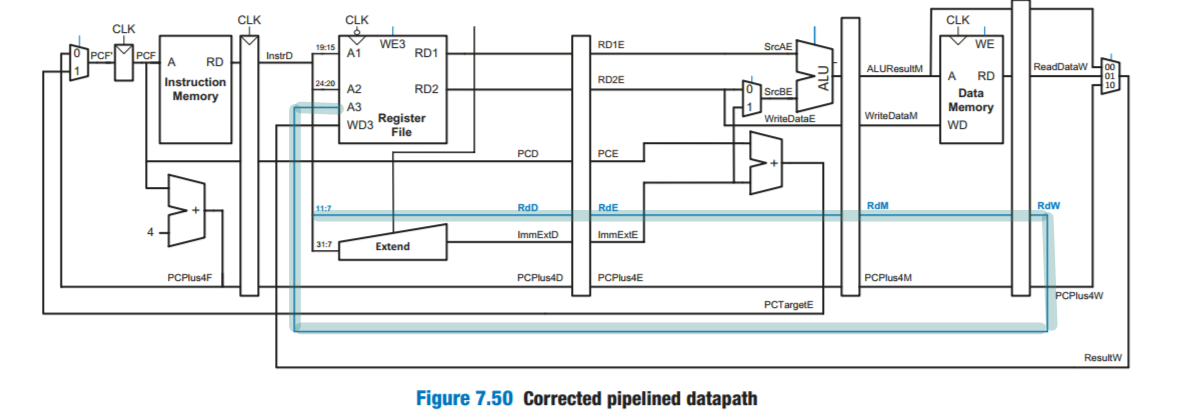 CLK
CLK
CLK
CLK
0
1
PCF'
PCF
A
RD
Instruction
Memory
InstrD
19:15
A1
WE3
RD1
24:20
A2
RD2
A3
WD3
Register
File
RD1E
RD2E
SrcAE
0
1
SrcBE
ALU
WriteDataE
ALUResultM
WriteDataM
WE
A
RD
Data
Memory
WD
ReadDataW
00
01
10
PCD
PCE
+
4
+
11:7
RdD
RdE
RdM
RdW
31:7
Extend
ImmExtD
ImmExtE
PCPlus4F
PCPlus4D
PCPlus4E
PCPlus4M
PCPlus4W
PCTargetE
ResultW
Figure 7.50 Corrected pipelined datapath